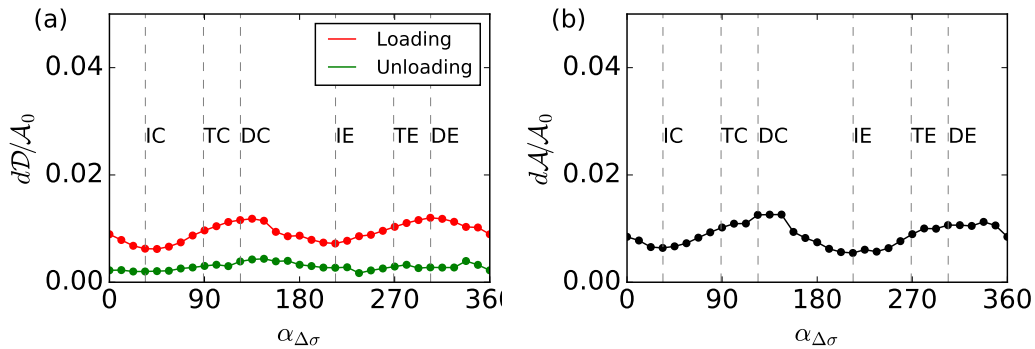 (a)
Loading
Unloading
0.04
0.02
0.00
IC
TC
DC
IE
TE
DE
0
90
180
270
360
d𝒟/𝒜₀
α_Δσ
(b)
0.04
0.02
0.00
IC
TC
DC
IE
TE
DE
0
90
180
270
360
d𝒜/𝒜₀
α_Δσ